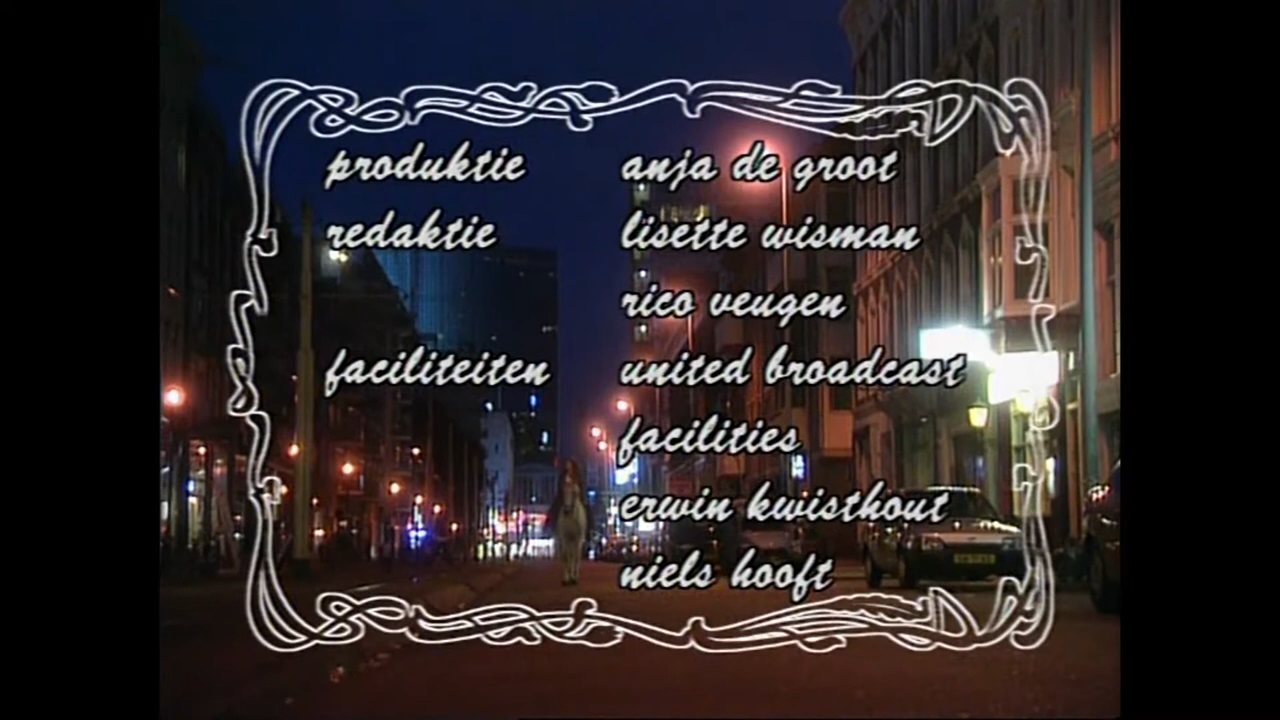 produktie anja de groot
redaktie lisette wisman
rico veugen
faciliteiten united broadcast
facilities
erwin kwisthout
niels hooft